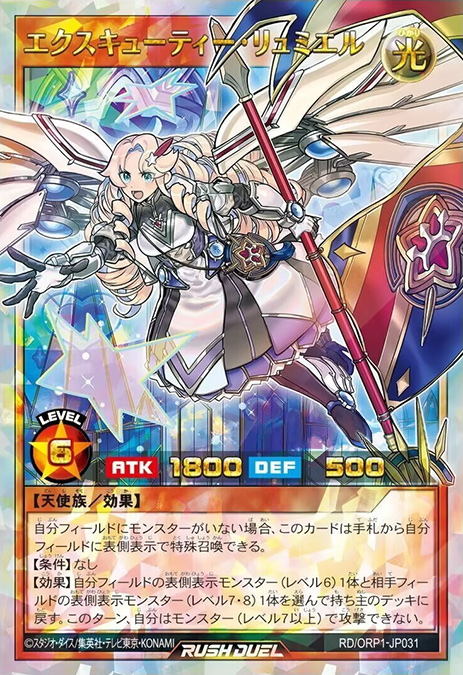 エクスキューティー・リュミエル
光
LEVEL
6
ATK 1800 DEF 500
【天使族／効果】
自分フィールドにモンスターがいない場合、このカードは手札から自分
フィールドに表側表示で特殊召喚できる。
【条件】なし
【効果】自分フィールドの表側表示モンスター（レベル6）1体と相手フィー
ルドの表側表示モンスター（レベル7・8）1体を選んで持ち主のデッキに
戻す。このターン、自分はモンスター（レベル7以上）で攻撃できない。
©スタジオ・ダイス/集英社・テレビ東京・KONAMI RUSH DUEL RD/ORP1-JP031